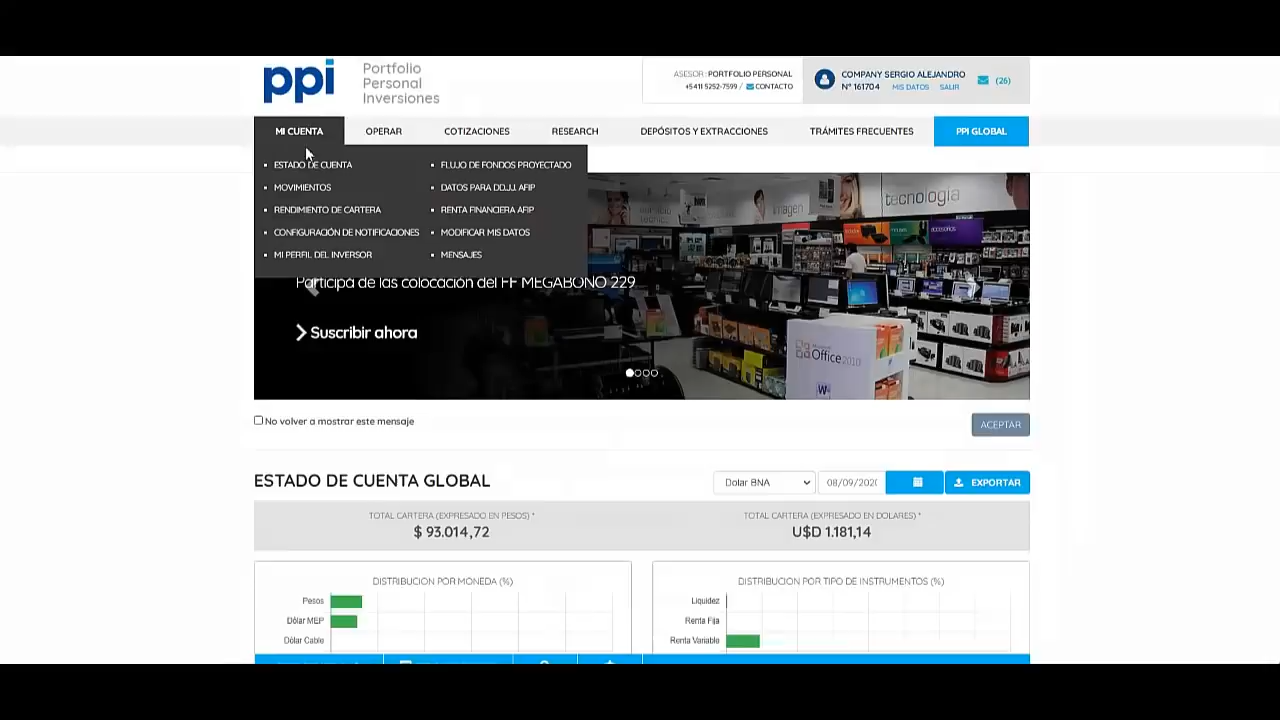 ppi
Portfolio
Personal
Inversiones
ASESOR: PORTFOLIO PERSONAL
+5411 5252-7599 / CONTACTO
COMPANY SERGIO ALEJANDRO
N° 161704 MIS DATOS SALIR
(26)
MI CUENTA OPERAR COTIZACIONES RESEARCH DEPÓSITOS Y EXTRACCIONES TRÁMITES FRECUENTES PPI GLOBAL
ESTADO DE CUENTA FLUJO DE FONDOS PROYECTADO
MOVIMIENTOS DATOS PARA DD.JJ. AFIP
RENDIMIENTO DE CARTERA RENTA FINANCIERA AFIP
CONFIGURACIÓN DE NOTIFICACIONES MODIFICAR MIS DATOS
MI PERFIL DEL INVERSOR MENSAJES
tecnología
imagen
Participá de las colocación del FF MEGABONO 229
Suscribir ahora
Office 2010
W
No volver a mostrar este mensaje
ACEPTAR
ESTADO DE CUENTA GLOBAL
Dolar BNA 08/09/2020 EXPORTAR
TOTAL CARTERA (EXPRESADO EN PESOS) * TOTAL CARTERA (EXPRESADO EN DOLARES) *
$ 93.014,72 U$D 1.181,14
DISTRIBUCION POR MONEDA (%) DISTRIBUCION POR TIPO DE INSTRUMENTOS (%)
Pesos Liquidez
Dólar MEP Renta Fija
Dólar Cable Renta Variable